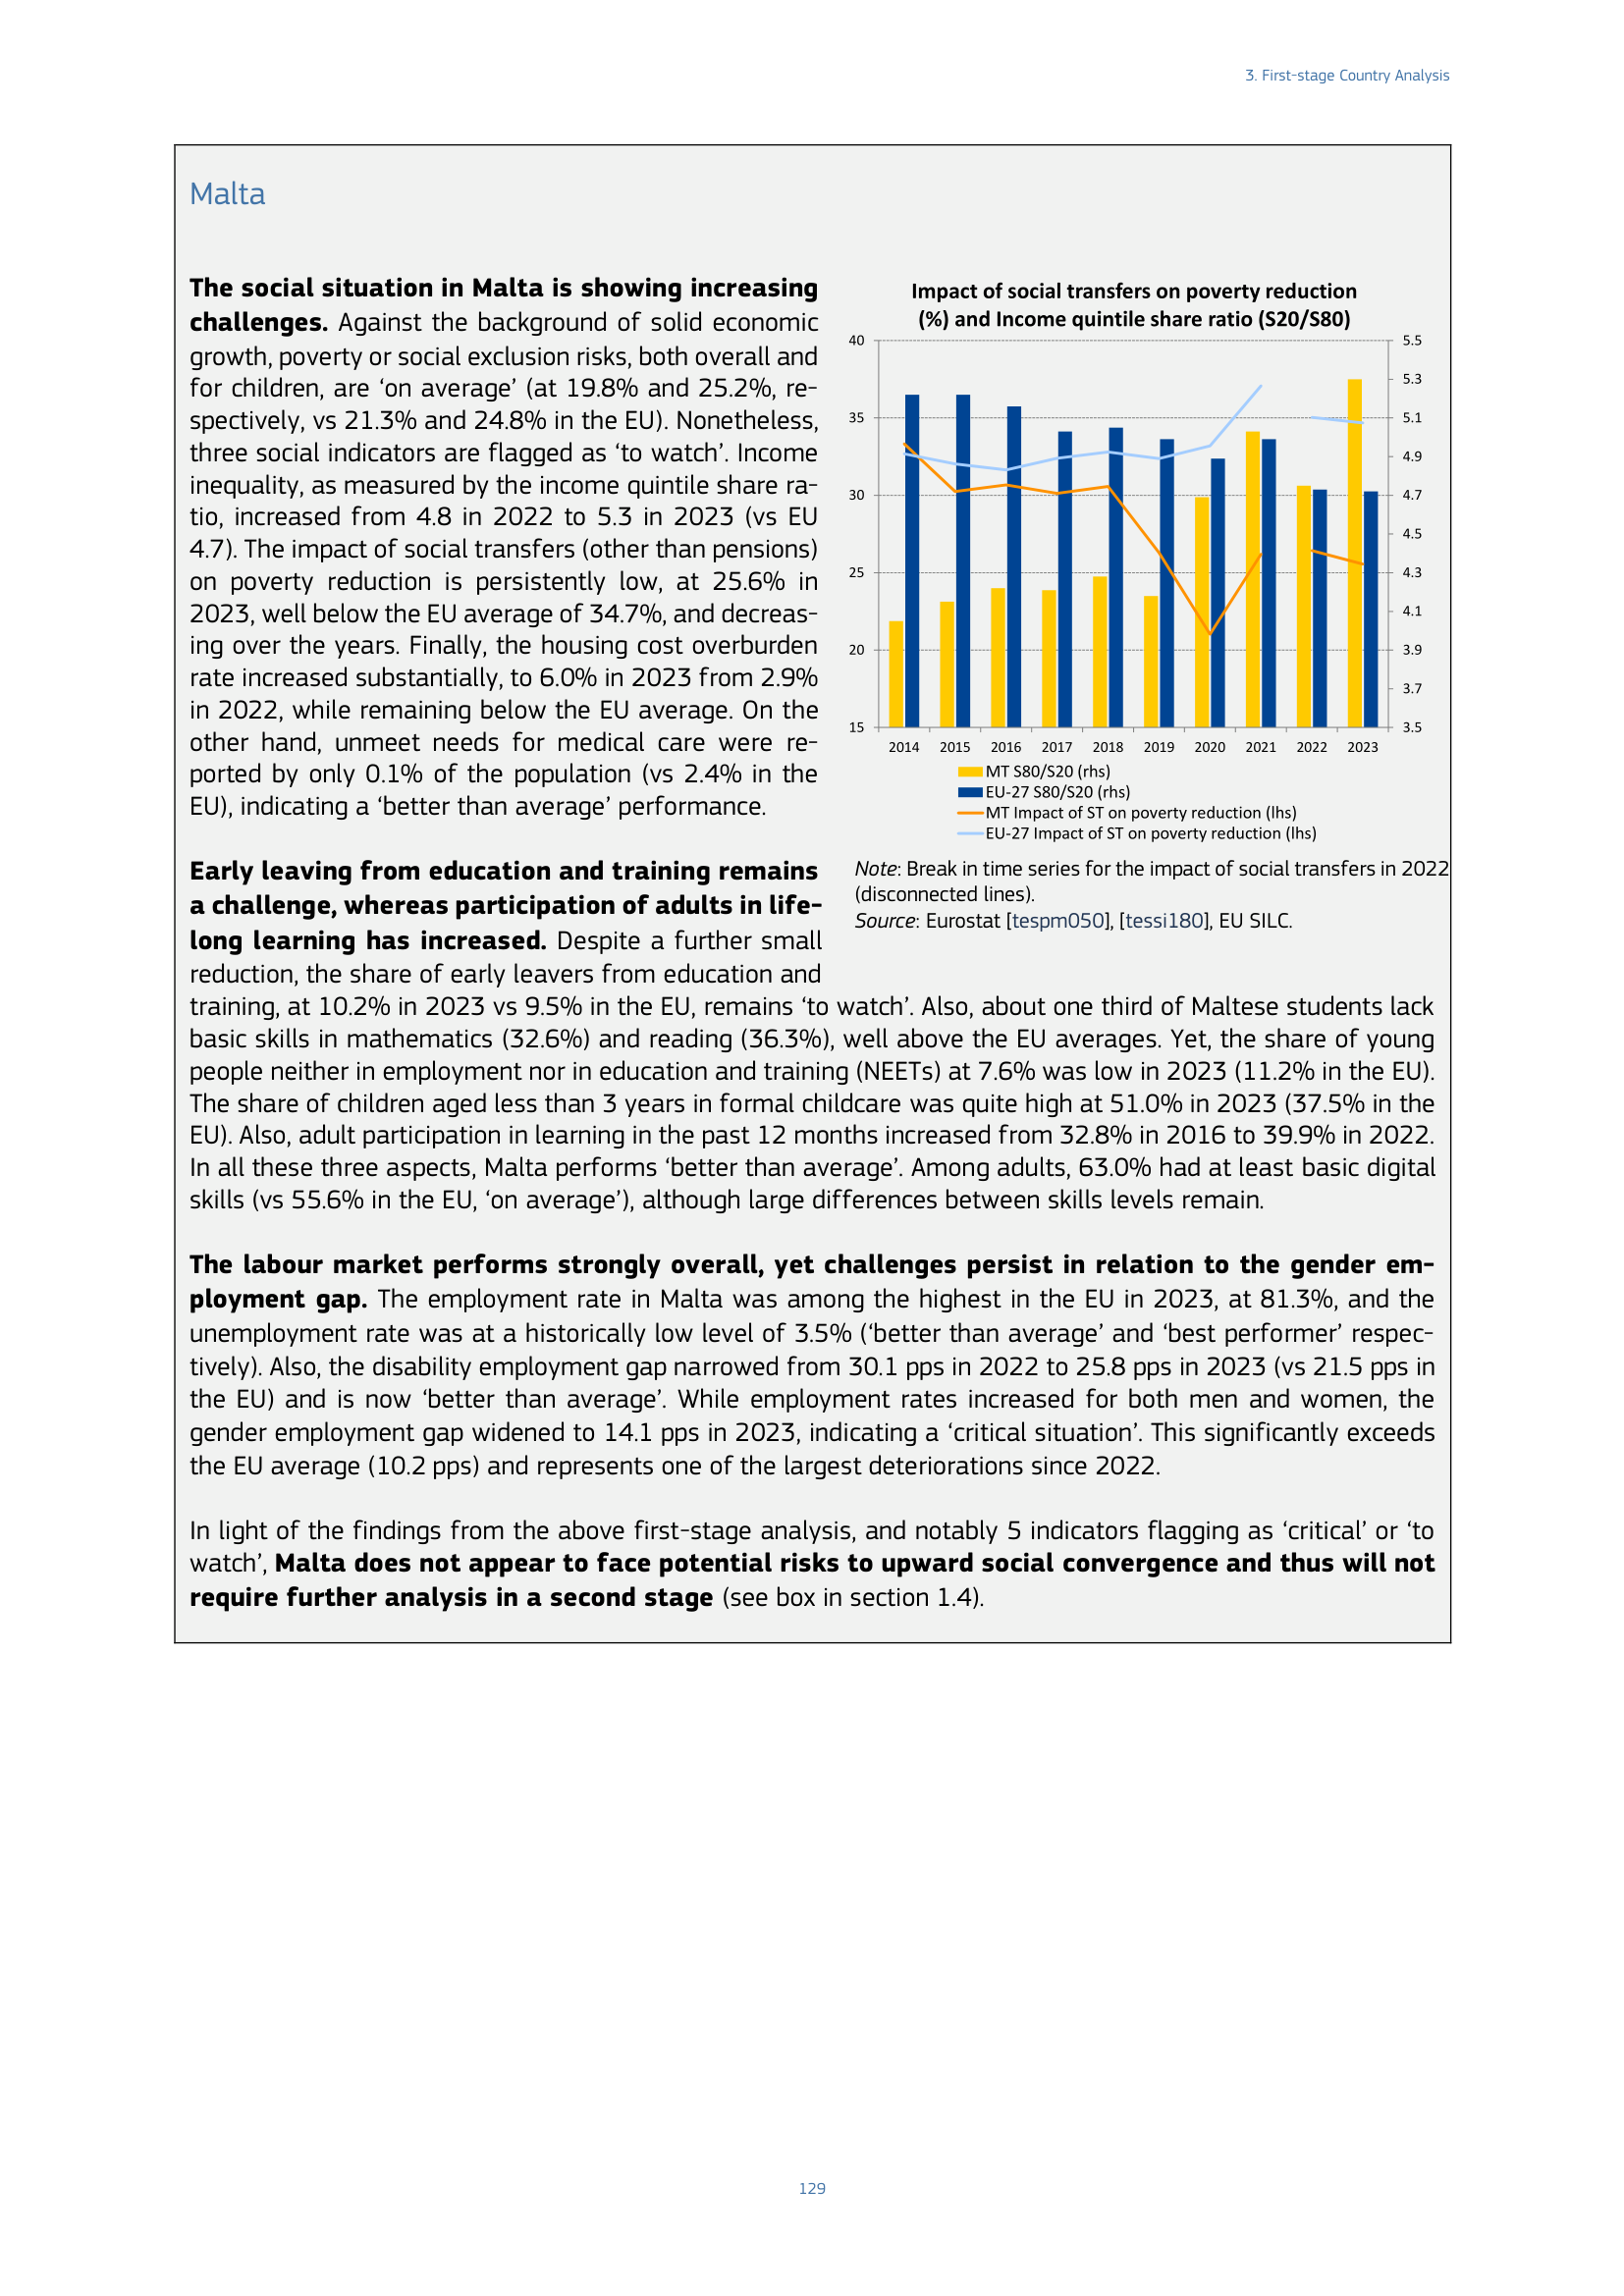 3. First-stage Country Analysis
Malta
The social situation in Malta is showing increasing
challenges. Against the background of solid economic
growth, poverty or social exclusion risks, both overall and
for children, are ‘on average’ (at 19.8% and 25.2%, re-
spectively, vs 21.3% and 24.8% in the EU). Nonetheless,
three social indicators are flagged as ‘to watch’. Income
inequality, as measured by the income quintile share ra-
tio, increased from 4.8 in 2022 to 5.3 in 2023 (vs EU
4.7). The impact of social transfers (other than pensions)
on poverty reduction is persistently low, at 25.6% in
2023, well below the EU average of 34.7%, and decreas-
ing over the years. Finally, the housing cost overburden
rate increased substantially, to 6.0% in 2023 from 2.9%
in 2022, while remaining below the EU average. On the
other hand, unmeet needs for medical care were re-
ported by only 0.1% of the population (vs 2.4% in the
EU), indicating a ‘better than average’ performance.
Impact of social transfers on poverty reduction
(%) and Income quintile share ratio (S20/S80)
40
35
30
25
20
15
5.5
5.3
5.1
4.9
4.7
4.5
4.3
4.1
3.9
3.7
3.5
2014 2015 2016 2017 2018 2019 2020 2021 2022 2023
MT S80/S20 (rhs)
EU-27 S80/S20 (rhs)
MT Impact of ST on poverty reduction (lhs)
EU-27 Impact of ST on poverty reduction (lhs)
Note: Break in time series for the impact of social transfers in 2022
(disconnected lines).
Source: Eurostat [tespm050], [tessi180], EU SILC.
Early leaving from education and training remains
a challenge, whereas participation of adults in life-
long learning has increased. Despite a further small
reduction, the share of early leavers from education and
training, at 10.2% in 2023 vs 9.5% in the EU, remains ‘to watch’. Also, about one third of Maltese students lack
basic skills in mathematics (32.6%) and reading (36.3%), well above the EU averages. Yet, the share of young
people neither in employment nor in education and training (NEETs) at 7.6% was low in 2023 (11.2% in the EU).
The share of children aged less than 3 years in formal childcare was quite high at 51.0% in 2023 (37.5% in the
EU). Also, adult participation in learning in the past 12 months increased from 32.8% in 2016 to 39.9% in 2022.
In all these three aspects, Malta performs ‘better than average’. Among adults, 63.0% had at least basic digital
skills (vs 55.6% in the EU, ‘on average’), although large differences between skills levels remain.
The labour market performs strongly overall, yet challenges persist in relation to the gender em-
ployment gap. The employment rate in Malta was among the highest in the EU in 2023, at 81.3%, and the
unemployment rate was at a historically low level of 3.5% (‘better than average’ and ‘best performer’ respec-
tively). Also, the disability employment gap narrowed from 30.1 pps in 2022 to 25.8 pps in 2023 (vs 21.5 pps in
the EU) and is now ‘better than average’. While employment rates increased for both men and women, the
gender employment gap widened to 14.1 pps in 2023, indicating a ‘critical situation’. This significantly exceeds
the EU average (10.2 pps) and represents one of the largest deteriorations since 2022.
In light of the findings from the above first-stage analysis, and notably 5 indicators flagging as ‘critical’ or ‘to
watch’, Malta does not appear to face potential risks to upward social convergence and thus will not
require further analysis in a second stage (see box in section 1.4).
129